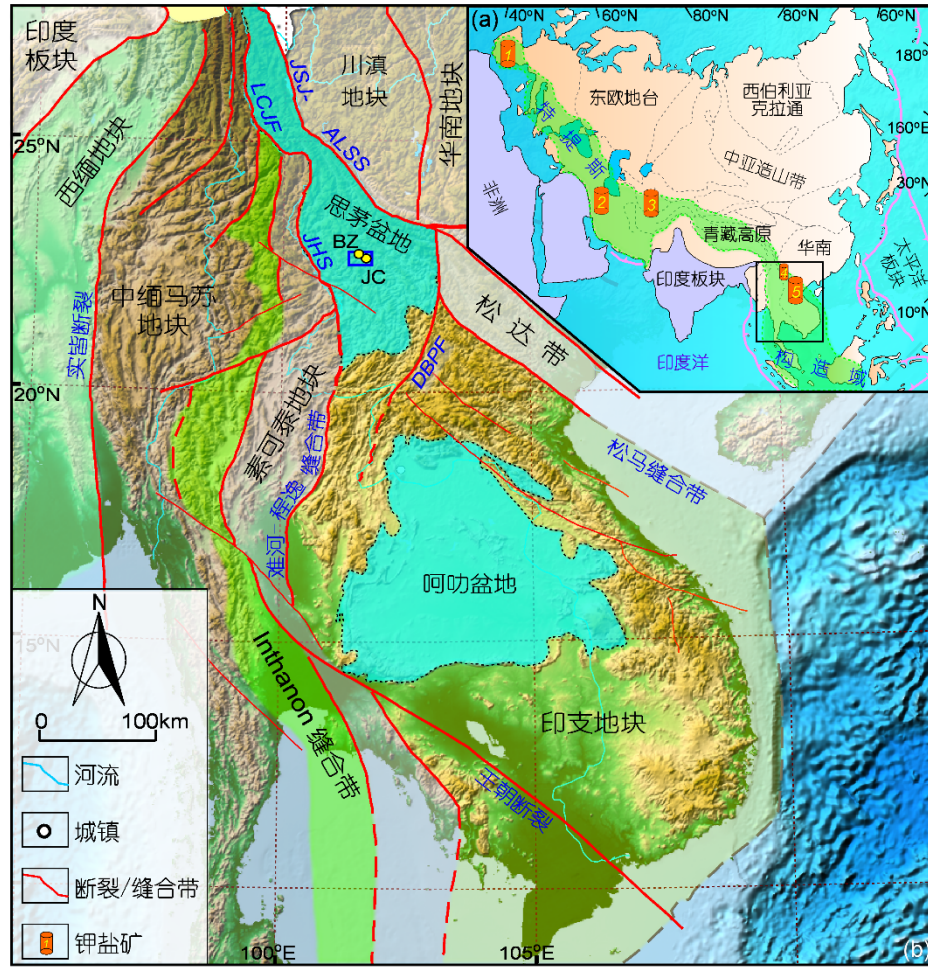 (a)
40°N
60°N
80°N
60°N
180°
160°E
30°N
10°N
1
2
3
5
东欧地台
西伯利亚
克拉通
中亚造山带
特提斯
构造域
青藏高原
华南
非洲
印度板块
印度洋
太平洋
板块
印度
板块
川滇
地块
华南地块
西缅地块
LCJF
JSJ-
ALSS
25°N
思茅盆地
BZ
JC
JHS
中缅马苏
地块
实皆断裂
松达带
DBPF
20°N
素可泰地块
难河 程逸 缝合带
松马缝合带
呵叻盆地
15°N
Inthanon 缝合带
印支地块
王朝断裂
100°E
105°E
(b)
N
0 100km
河流
城镇
断裂/缝合带
1
钾盐矿